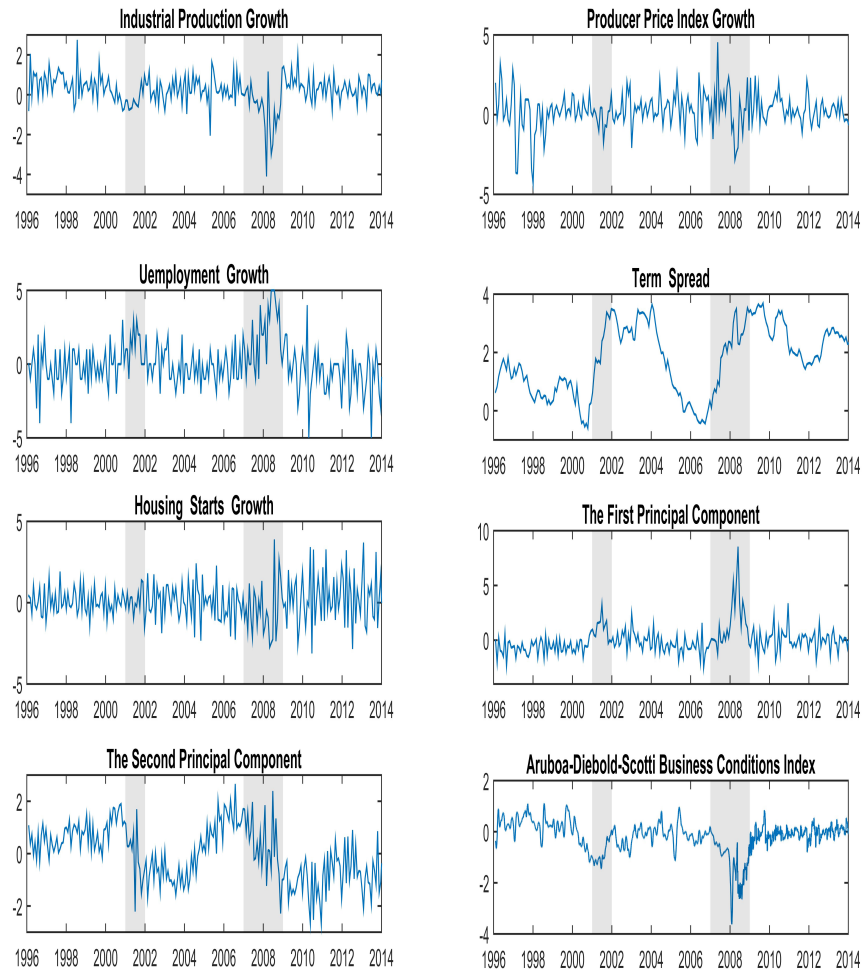 Industrial Production Growth
2
0
-2
-4
1996 1998 2000 2002 2004 2006 2008 2010 2012 2014
Producer Price Index Growth
5
0
-5
1996 1998 2000 2002 2004 2006 2008 2010 2012 2014
Uemployment Growth
5
0
-5
1996 1998 2000 2002 2004 2006 2008 2010 2012 2014
Term Spread
4
2
0
1996 1998 2000 2002 2004 2006 2008 2010 2012 2014
Housing Starts Growth
5
0
-5
1996 1998 2000 2002 2004 2006 2008 2010 2012 2014
The First Principal Component
10
5
0
1996 1998 2000 2002 2004 2006 2008 2010 2012 2014
The Second Principal Component
2
0
-2
1996 1998 2000 2002 2004 2006 2008 2010 2012 2014
Aruboa-Diebold-Scotti Business Conditions Index
2
0
-2
-4
1996 1998 2000 2002 2004 2006 2008 2010 2012 2014